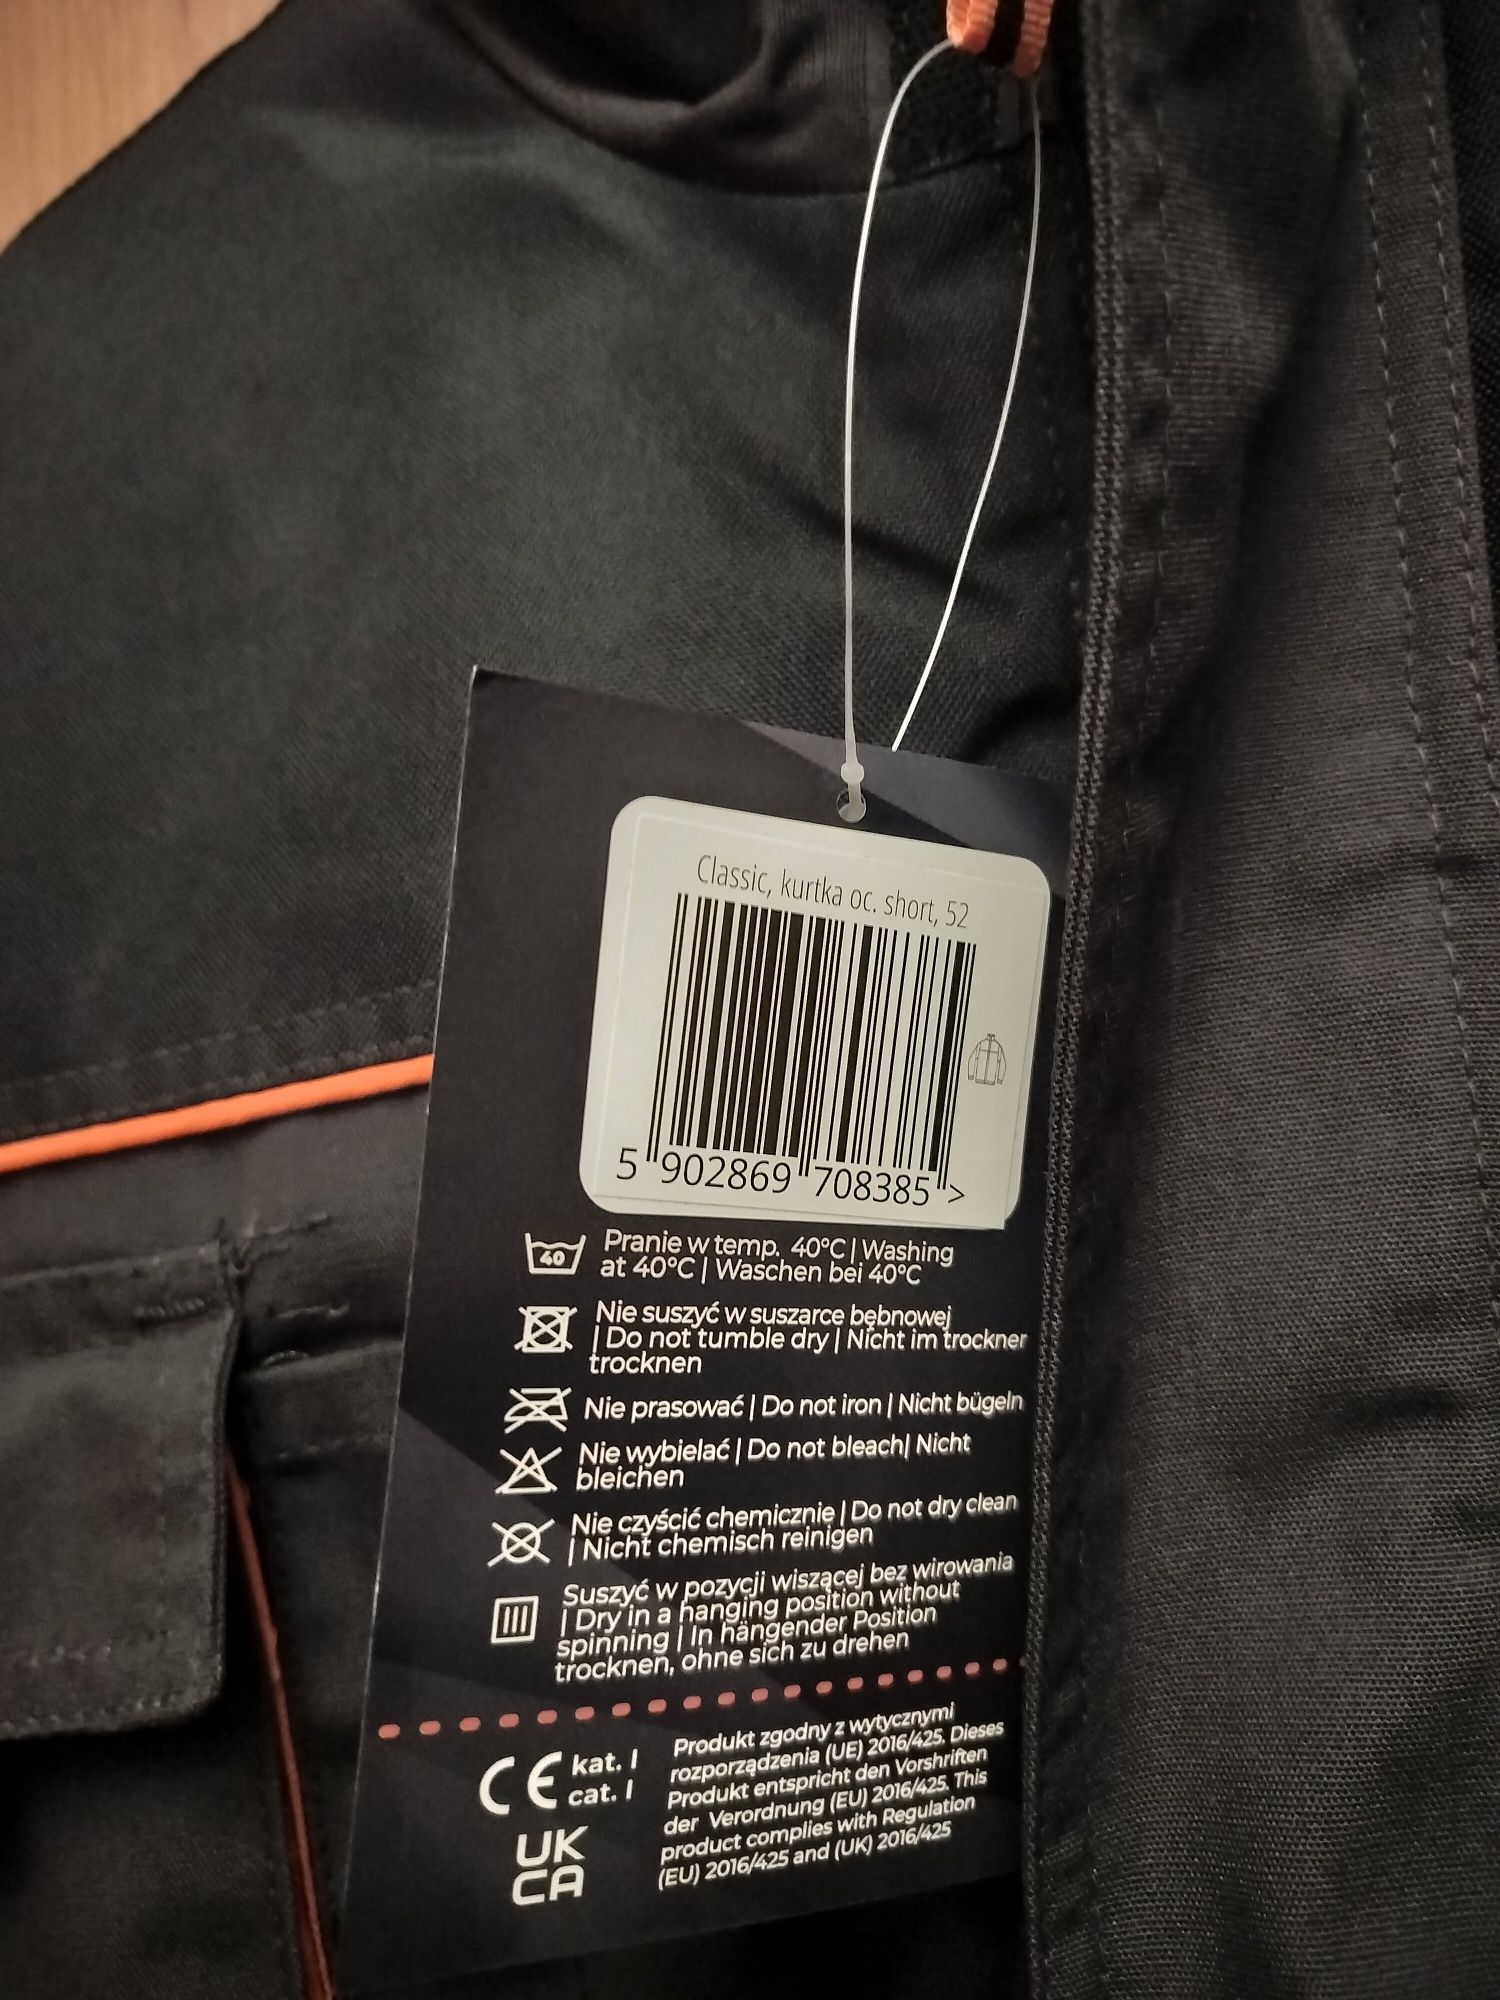 Classic, kurtka oc. short, 52
5 902869 708385 >
40
Pranie w temp. 40°C | Washing
at 40°C | Waschen bei 40°C
Nie suszyć w suszarce bębnowej
| Do not tumble dry | Nicht im trockner
trocknen
Nie prasować | Do not iron | Nicht bügeln
Nie wybielać | Do not bleach| Nicht
bleichen
Nie czyścić chemicznie | Do not dry clean
| Nicht chemisch reinigen
Suszyć w pozycji wiszącej bez wirowania
| Dry in a hanging position without
spinning | In hängender Position
trocknen, ohne sich zu drehen
CE kat. I
cat. I
UK
CA
Produkt zgodny z wytycznymi
rozporządzenia (UE) 2016/425. Dieses
Produkt entspricht den Vorshriften
der Verordnung (EU) 2016/425. This
product complies with Regulation
(EU) 2016/425 and (UK) 2016/425